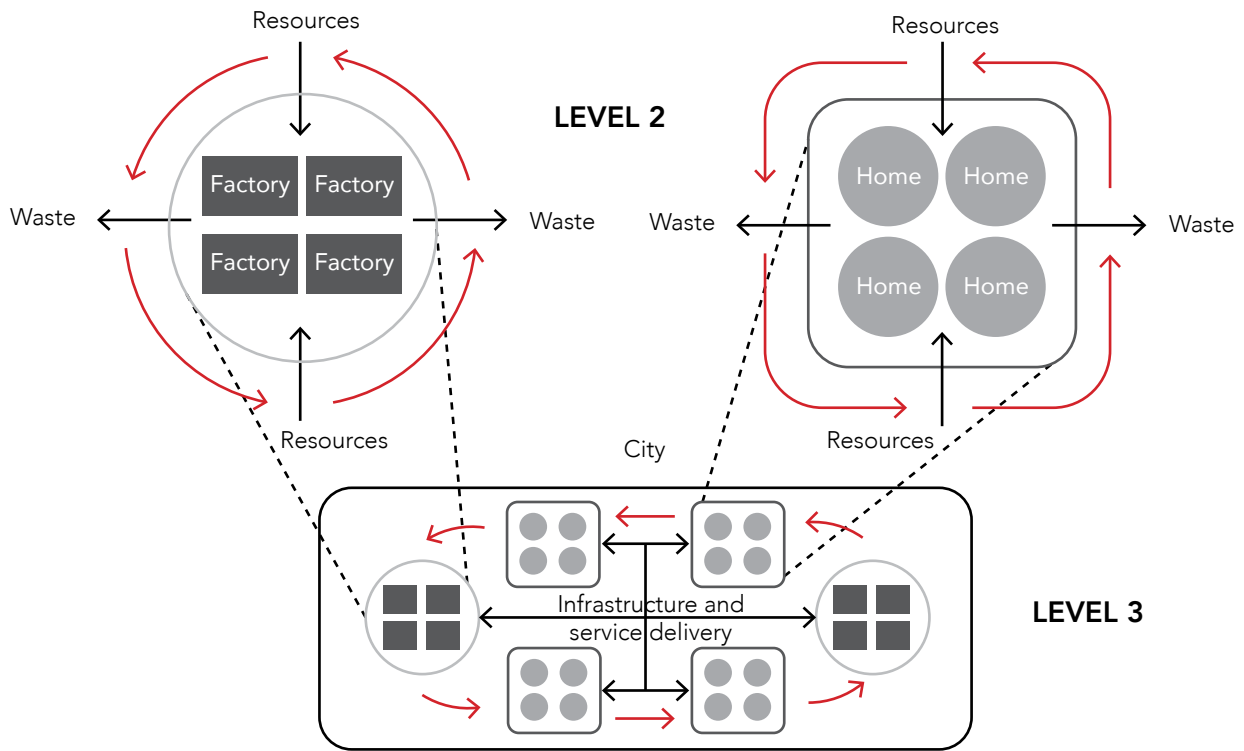 Resources
Resources
LEVEL 2
Factory
Factory
Home
Home
Waste
Waste
Waste
Waste
Factory
Factory
Home
Home
Resources
Resources
City
Infrastructure and
service delivery
LEVEL 3